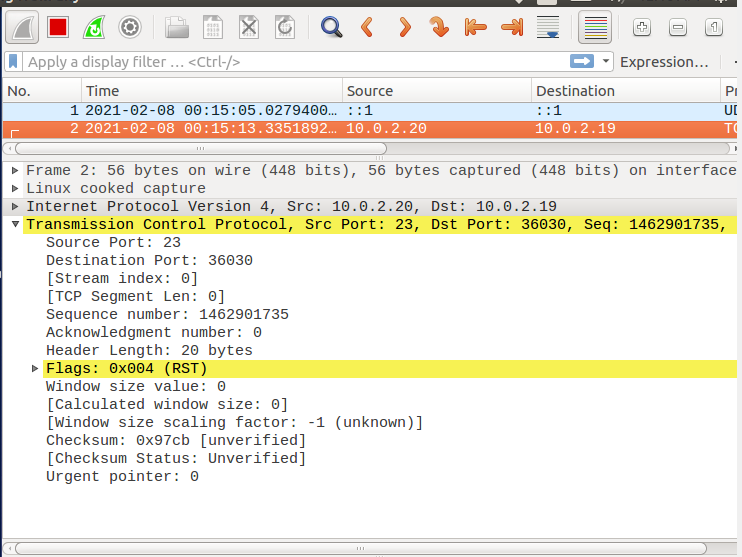 Apply a display filter … <Ctrl-/>
Expression…
No. Time Source Destination
1 2021-02-08 00:15:05.0279400… ::1 ::1 UD
2 2021-02-08 00:15:13.3351892… 10.0.2.20 10.0.2.19 TC
Frame 2: 56 bytes on wire (448 bits), 56 bytes captured (448 bits) on interface
Linux cooked capture
Internet Protocol Version 4, Src: 10.0.2.20, Dst: 10.0.2.19
Transmission Control Protocol, Src Port: 23, Dst Port: 36030, Seq: 1462901735,
Source Port: 23
Destination Port: 36030
[Stream index: 0]
[TCP Segment Len: 0]
Sequence number: 1462901735
Acknowledgment number: 0
Header Length: 20 bytes
Flags: 0x004 (RST)
Window size value: 0
[Calculated window size: 0]
[Window size scaling factor: -1 (unknown)]
Checksum: 0x97cb [unverified]
[Checksum Status: Unverified]
Urgent pointer: 0